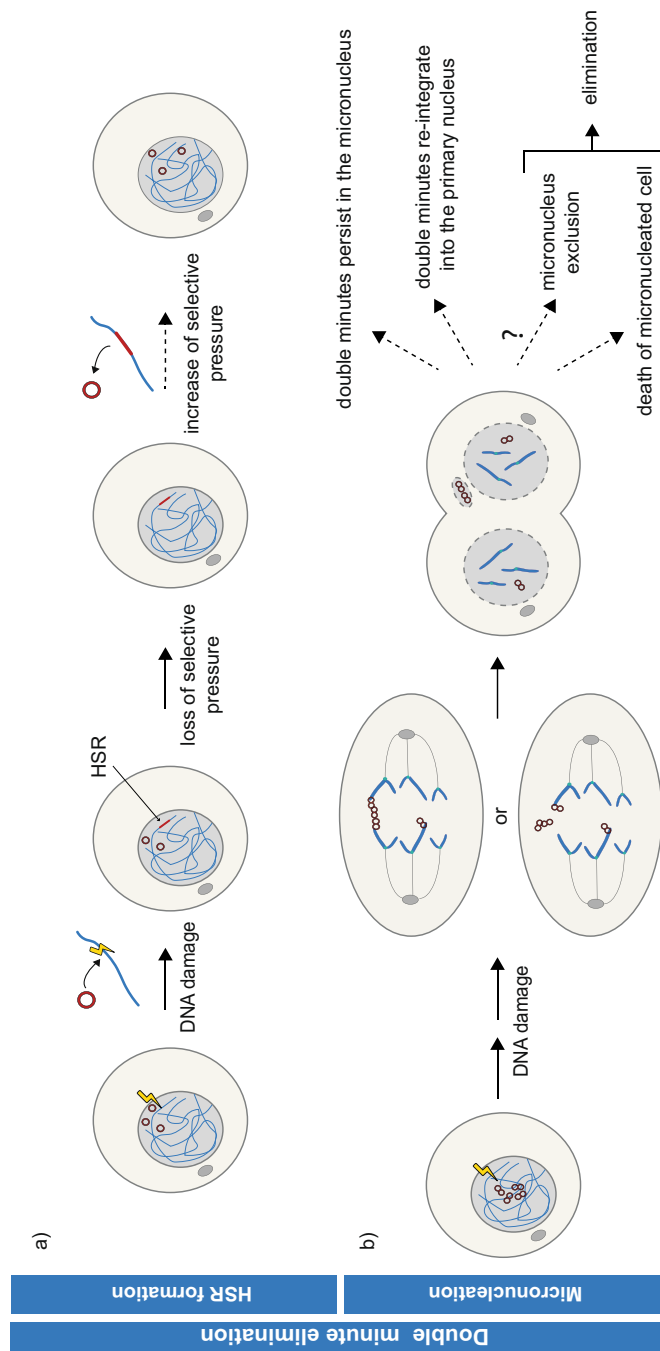 Double minute elimination
HSR formation
a)
DNA damage
HSR
loss of selective
pressure
increase of selective
pressure
Micronucleation
b)
DNA damage
or
?
double minutes persist in the micronucleus
double minutes re-integrate
into the primary nucleus
micronucleus
exclusion
death of micronucleated cell
elimination